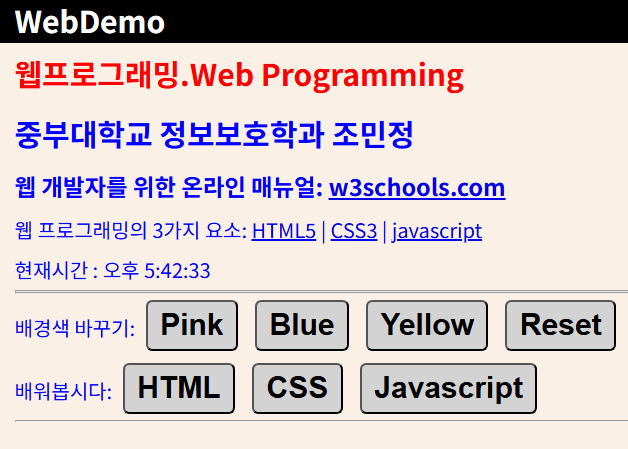 WebDemo
웹프로그래밍.Web Programming
중부대학교 정보보호학과 조민정
웹 개발자를 위한 온라인 매뉴얼: w3schools.com
웹 프로그래밍의 3가지 요소: HTML5 | CSS3 | javascript
현재시간 : 오후 5:42:33
배경색 바꾸기: Pink Blue Yellow Reset
배워봅시다: HTML CSS Javascript